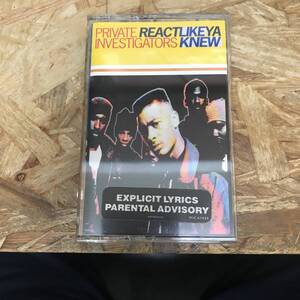 PRIVATE REACTLIKEYA
INVESTIGATORS KNEW
EXPLICIT LYRICS
PARENTAL ADVISORY